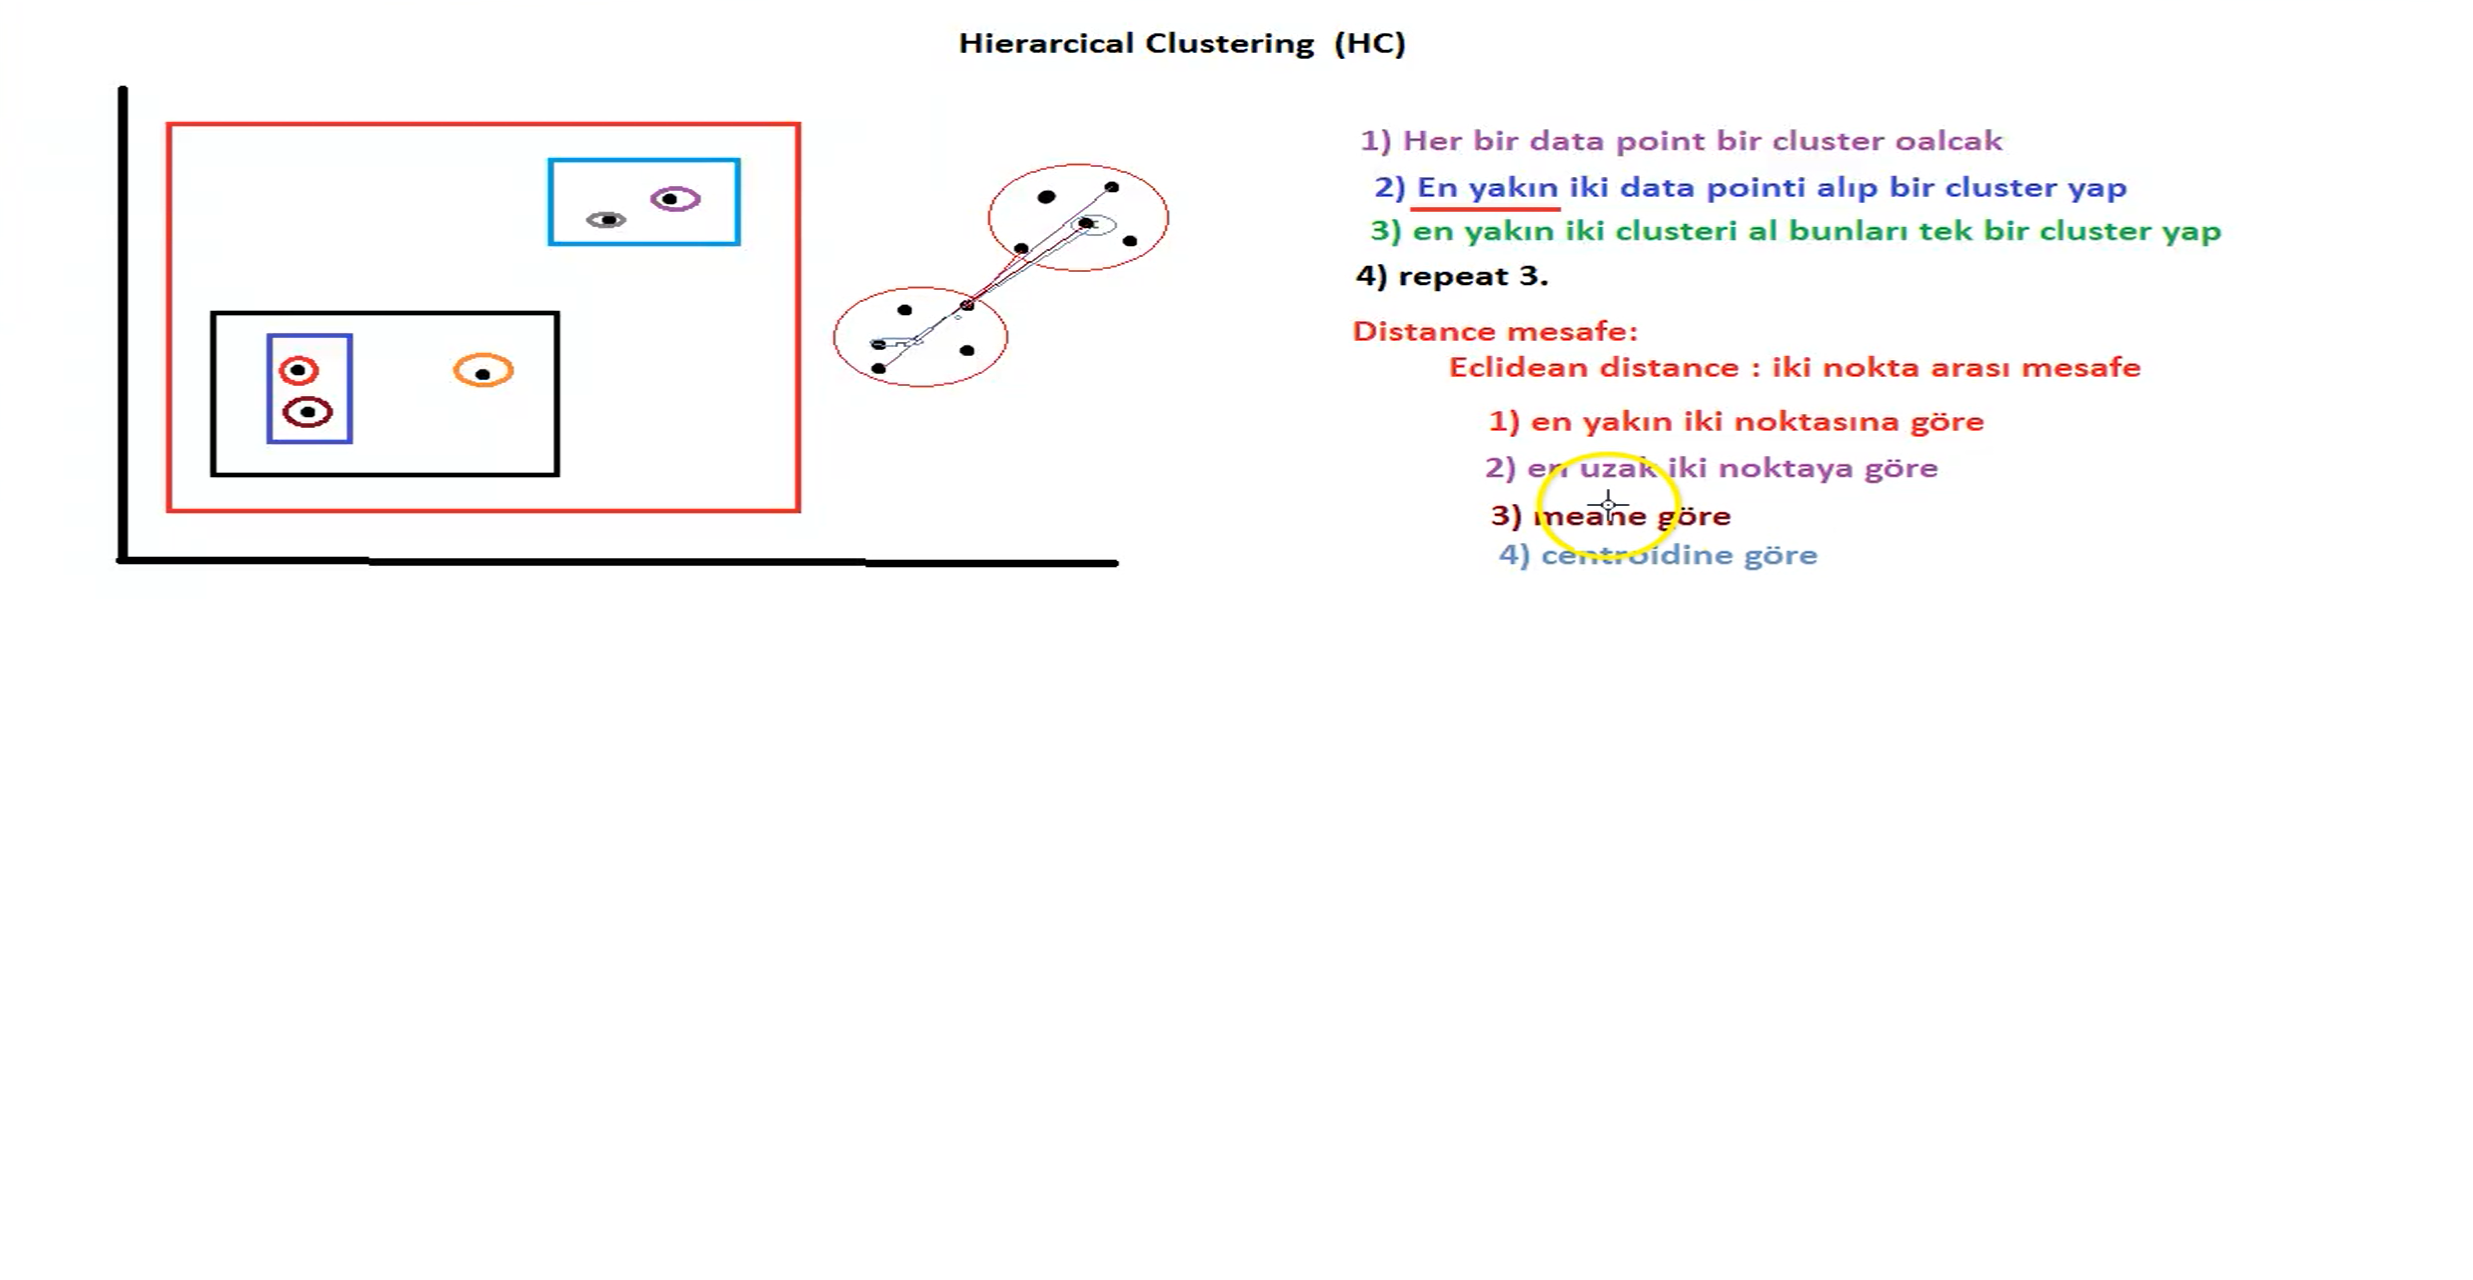 Hierarcical Clustering (HC)
1) Her bir data point bir cluster oalcak
2) En yakın iki data pointi alıp bir cluster yap
3) en yakın iki clusteri al bunları tek bir cluster yap
4) repeat 3.
Distance mesafe:
Eclidean distance : iki nokta arası mesafe
1) en yakın iki noktasına göre
2) en uzak iki noktaya göre
3) meane göre
4) centroidine göre